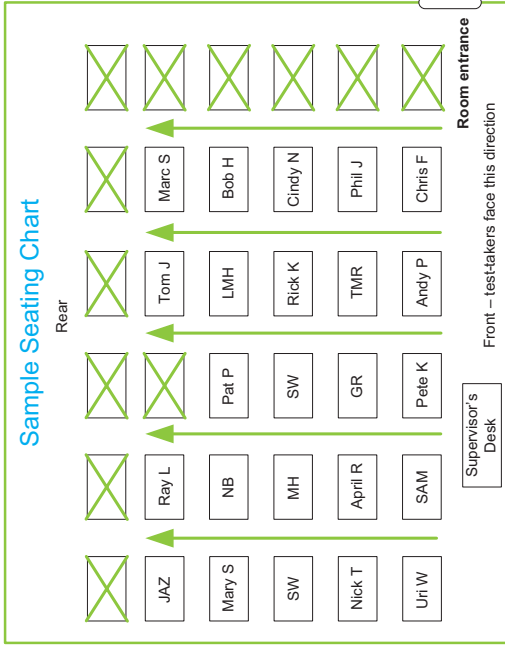 Sample Seating Chart
Rear
JAZ
Ray L
Tom J
Marc S
Mary S
NB
Pat P
LMH
Bob H
SW
MH
SW
Rick K
Cindy N
Nick T
April R
GR
TMR
Phil J
Uri W
SAM
Pete K
Andy P
Chris F
Room entrance
Supervisor's
Desk
Front – test-takers face this direction